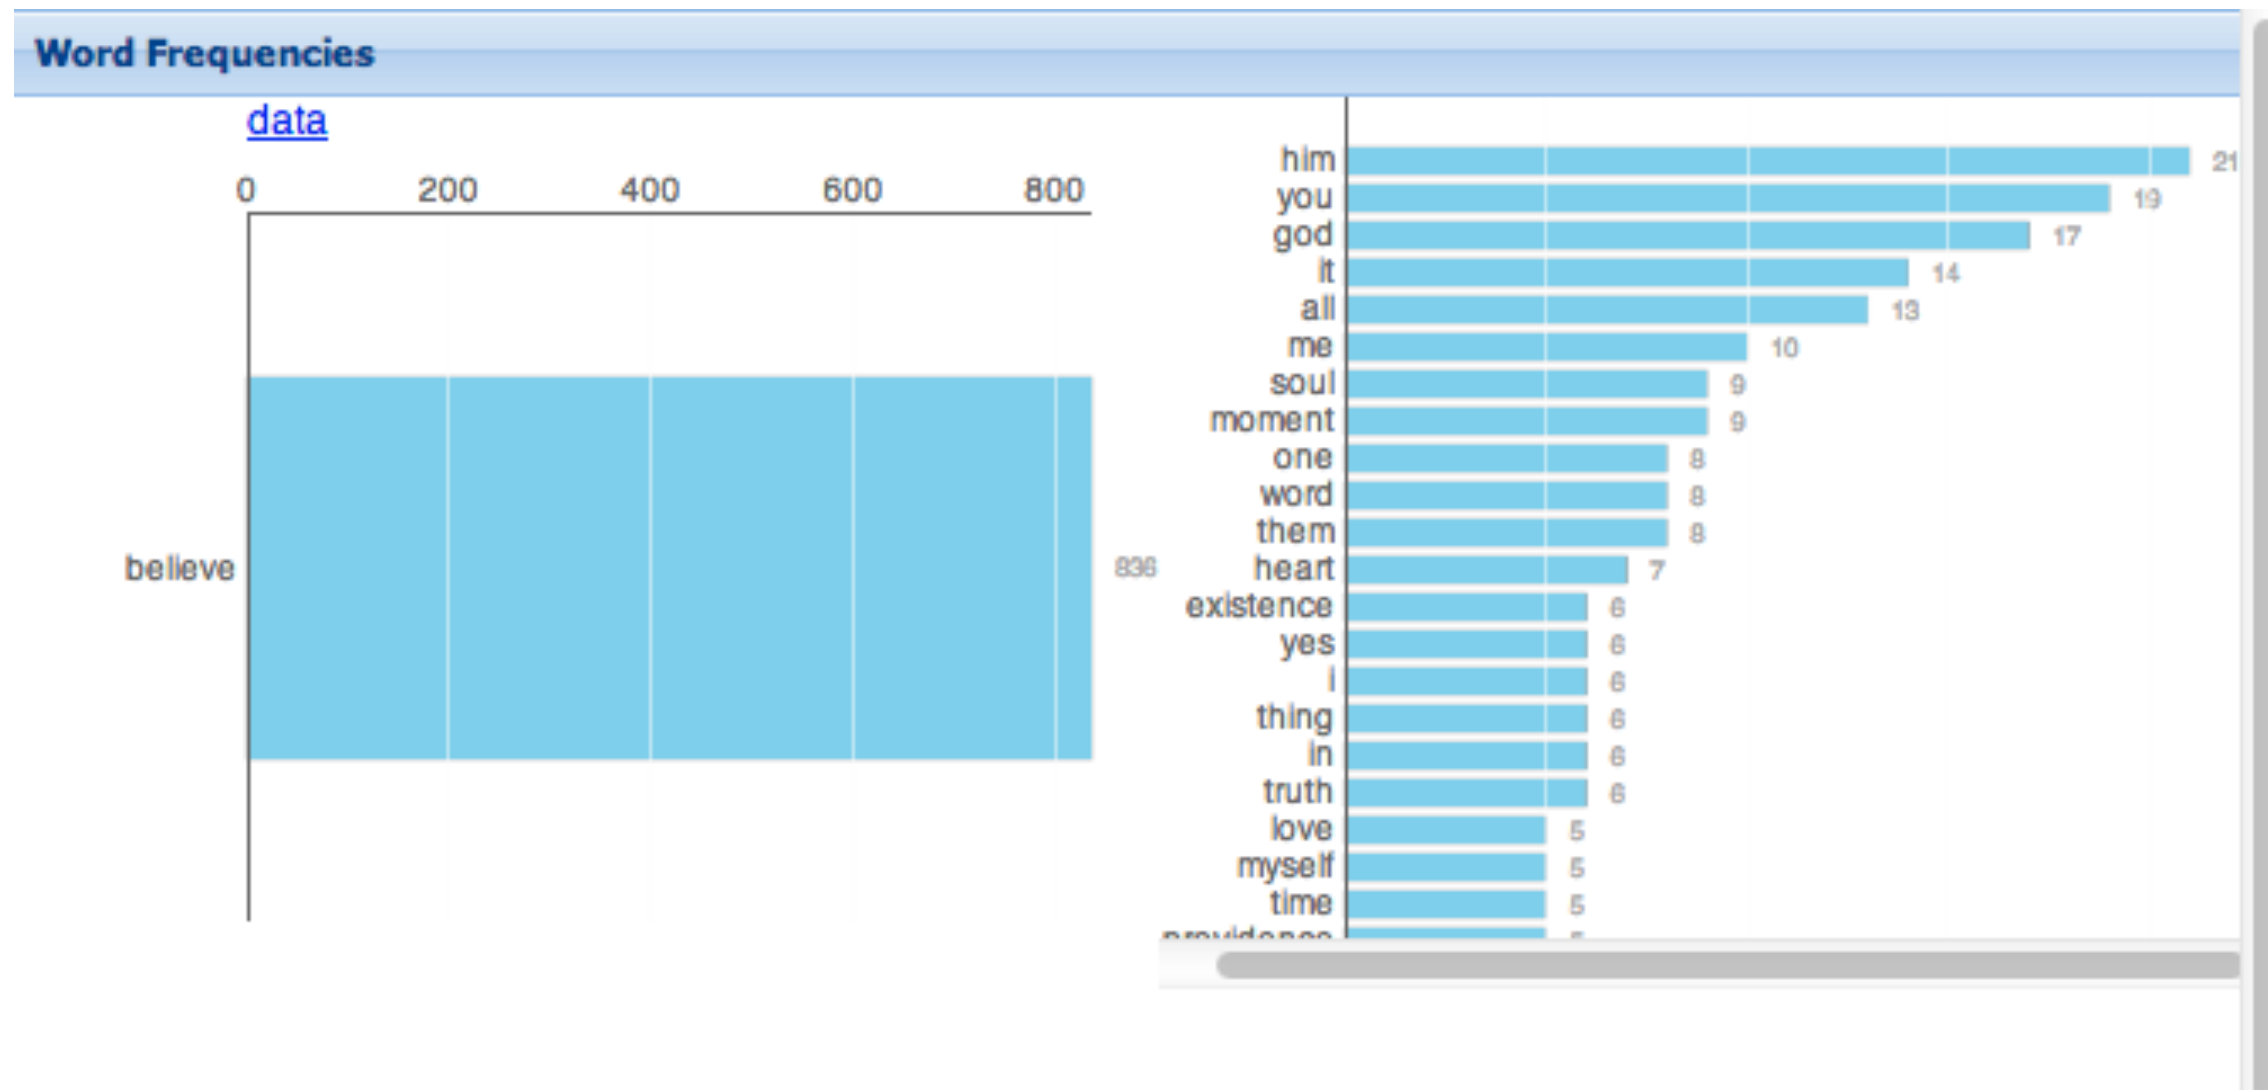 Word Frequencies
data
0 200 400 600 800
believe 836
him 21
you 19
god 17
it 14
all 13
me 10
soul 9
moment 9
one 8
word 8
them 8
heart 7
existence 6
yes 6
i 6
thing 6
in 6
truth 6
love 5
myself 5
time 5
providence 5